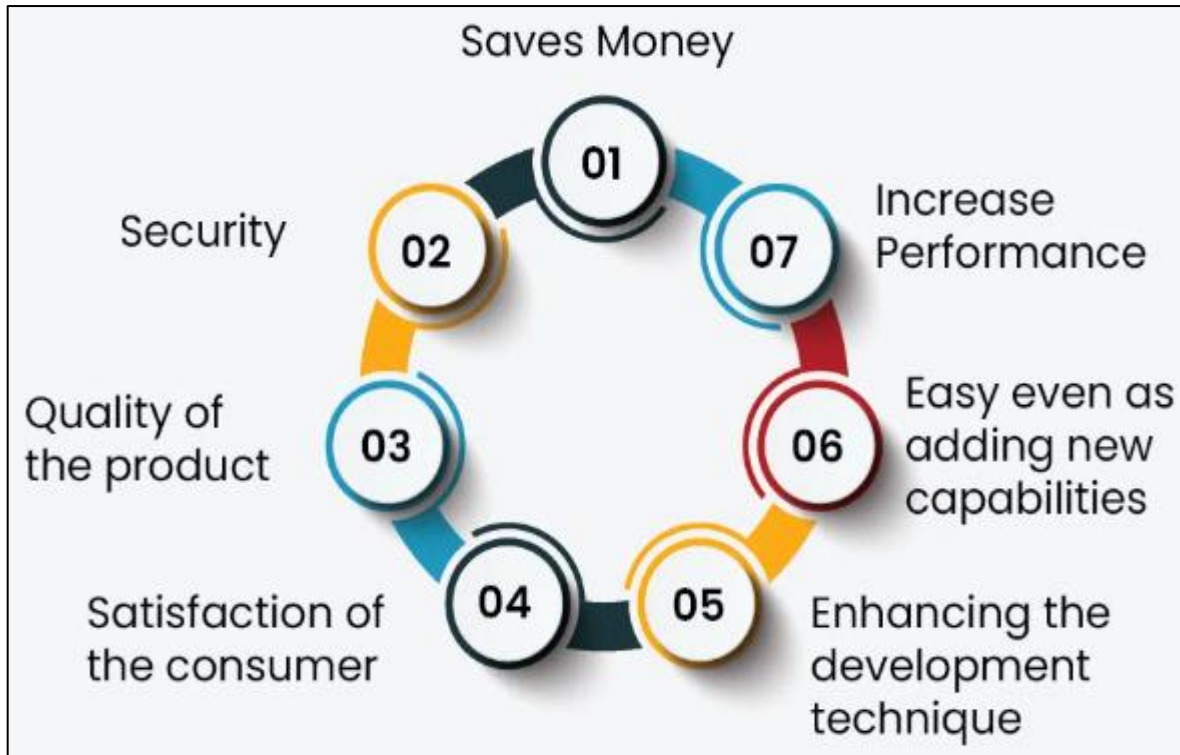 Saves Money
01
02
Security
03
Quality of
the product
04
Satisfaction of
the consumer
05
Enhancing the
development
technique
06
Easy even as
adding new
capabilities
07
Increase
Performance